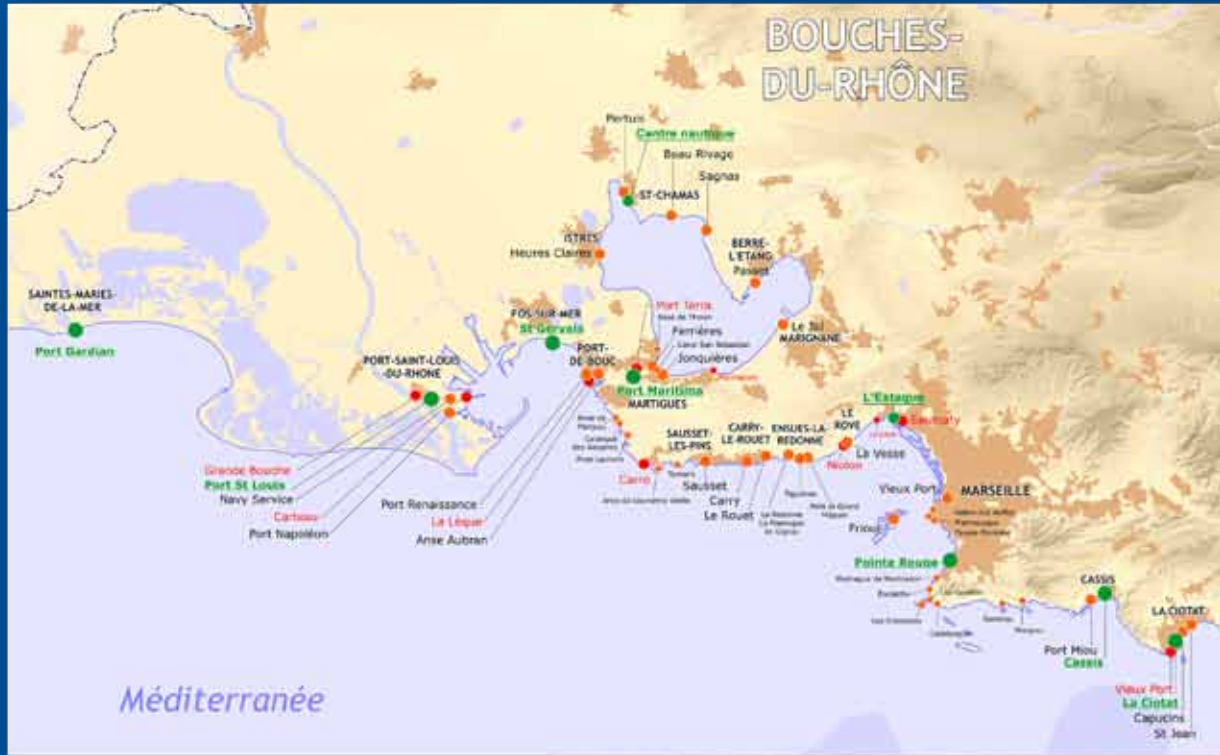 BOUCHES-
DU-RHÔNE
Pertuis
Centre nautique
Beau Rivage
Sagnas
ST-CHAMAS
ISTRES
Heures Claires
BERRE-
L'ETANG
Passet
SAINTES-MARIES-
DE-LA-MER
Port Gardian
FOS-SUR-MER
St Gervais
Port Terra
Ferrières
Jonquières
Le Jaï
MARIGNANE
PORT-SAINT-LOUIS
-DU-RHONE
PORT-
DE-BOUC
Port Maritima
MARTIGUES
L'Estaque
Saumaty
LE
ROVE
ENSUES-LA-
REDONNE
CARRY-
LE-ROUET
SAUSSET-
LES-PINS
La Vesse
Niolon
Carro
Sausset
Carry
Le Rouet
Grande Bouche
Port St Louis
Navy Service
Carteau
Port Napoléon
Port Renaissance
La Lèque
Anse Aubran
Vieux Port
MARSEILLE
Frioul
Pointe Rouge
CASSIS
LA CIOTAT
Port Miou
Cassis
Vieux Port
La Ciotat
Capucins
St Jean
Méditerranée